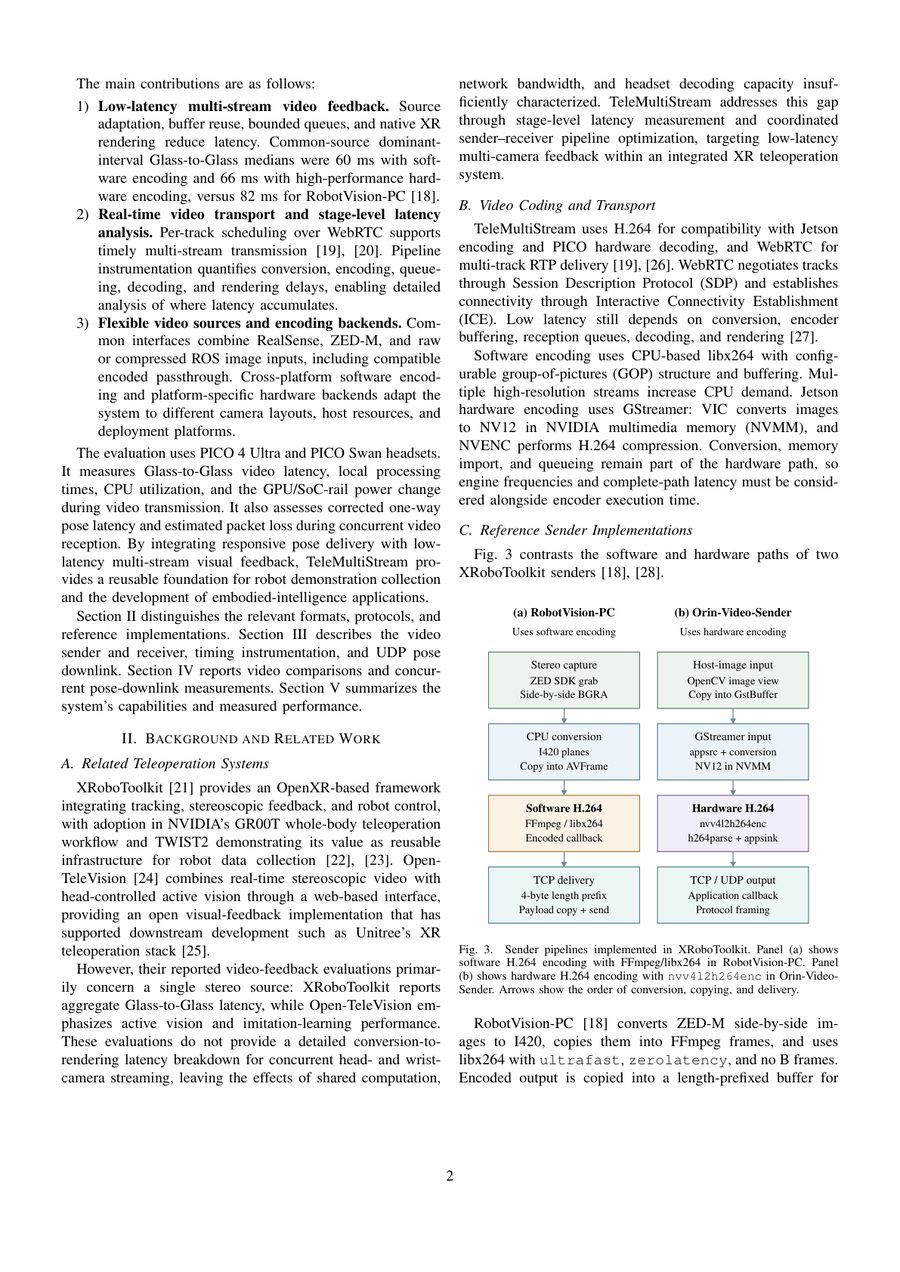 The main contributions are as follows:
1) Low-latency multi-stream video feedback. Source
adaptation, buffer reuse, bounded queues, and native XR
rendering reduce latency. Common-source dominant-
interval Glass-to-Glass medians were 60 ms with soft-
ware encoding and 66 ms with high-performance hard-
ware encoding, versus 82 ms for RobotVision-PC [18].
2) Real-time video transport and stage-level latency
analysis. Per-track scheduling over WebRTC supports
timely multi-stream transmission [19], [20]. Pipeline
instrumentation quantifies conversion, encoding, queue-
ing, decoding, and rendering delays, enabling detailed
analysis of where latency accumulates.
3) Flexible video sources and encoding backends. Com-
mon interfaces combine RealSense, ZED-M, and raw
or compressed ROS image inputs, including compatible
encoded passthrough. Cross-platform software encod-
ing and platform-specific hardware backends adapt the
system to different camera layouts, host resources, and
deployment platforms.
The evaluation uses PICO 4 Ultra and PICO Swan headsets.
It measures Glass-to-Glass video latency, local processing
times, CPU utilization, and the GPU/SoC-rail power change
during video transmission. It also assesses corrected one-way
pose latency and estimated packet loss during concurrent video
reception. By integrating responsive pose delivery with low-
latency multi-stream visual feedback, TeleMultiStream pro-
vides a reusable foundation for robot demonstration collection
and the development of embodied-intelligence applications.
Section II distinguishes the relevant formats, protocols, and
reference implementations. Section III describes the video
sender and receiver, timing instrumentation, and UDP pose
downlink. Section IV reports video comparisons and concur-
rent pose-downlink measurements. Section V summarizes the
system's capabilities and measured performance.
II. BACKGROUND AND RELATED WORK
A. Related Teleoperation Systems
XRoboToolkit [21] provides an OpenXR-based framework
integrating tracking, stereoscopic feedback, and robot control,
with adoption in NVIDIA's GR00T whole-body teleoperation
workflow and TWIST2 demonstrating its value as reusable
infrastructure for robot data collection [22], [23]. Open-
TeleVision [24] combines real-time stereoscopic video with
head-controlled active vision through a web-based interface,
providing an open visual-feedback implementation that has
supported downstream development such as Unitree's XR
teleoperation stack [25].
However, their reported video-feedback evaluations primar-
ily concern a single stereo source: XRoboToolkit reports
aggregate Glass-to-Glass latency, while Open-TeleVision em-
phasizes active vision and imitation-learning performance.
These evaluations do not provide a detailed conversion-to-
rendering latency breakdown for concurrent head- and wrist-
camera streaming, leaving the effects of shared computation,
network bandwidth, and headset decoding capacity insuf-
ficiently characterized. TeleMultiStream addresses this gap
through stage-level latency measurement and coordinated
sender–receiver pipeline optimization, targeting low-latency
multi-camera feedback within an integrated XR teleoperation
system.
B. Video Coding and Transport
TeleMultiStream uses H.264 for compatibility with Jetson
encoding and PICO hardware decoding, and WebRTC for
multi-track RTP delivery [19], [26]. WebRTC negotiates tracks
through Session Description Protocol (SDP) and establishes
connectivity through Interactive Connectivity Establishment
(ICE). Low latency still depends on conversion, encoder
buffering, reception queues, decoding, and rendering [27].
Software encoding uses CPU-based libx264 with config-
urable group-of-pictures (GOP) structure and buffering. Mul-
tiple high-resolution streams increase CPU demand. Jetson
hardware encoding uses GStreamer: VIC converts images
to NV12 in NVIDIA multimedia memory (NVMM), and
NVENC performs H.264 compression. Conversion, memory
import, and queueing remain part of the hardware path, so
engine frequencies and complete-path latency must be consid-
ered alongside encoder execution time.
C. Reference Sender Implementations
Fig. 3 contrasts the software and hardware paths of two
XRoboToolkit senders [18], [28].
(a) RobotVision-PC
Uses software encoding
Stereo capture
ZED SDK grab
Side-by-side BGRA
CPU conversion
I420 planes
Copy into AVFrame
Software H.264
FFmpeg / libx264
Encoded callback
TCP delivery
4-byte length prefix
Payload copy + send
(b) Orin-Video-Sender
Uses hardware encoding
Host-image input
OpenCV image view
Copy into GstBuffer
GStreamer input
appsrc + conversion
NV12 in NVMM
Hardware H.264
nvv4l2h264enc
h264parse + appsink
TCP / UDP output
Application callback
Protocol framing
Fig. 3. Sender pipelines implemented in XRoboToolkit. Panel (a) shows
software H.264 encoding with FFmpeg/libx264 in RobotVision-PC. Panel
(b) shows hardware H.264 encoding with nvv4l2h264enc in Orin-Video-
Sender. Arrows show the order of conversion, copying, and delivery.
RobotVision-PC [18] converts ZED-M side-by-side im-
ages to I420, copies them into FFmpeg frames, and uses
libx264 with ultrafast, zerolatency, and no B frames.
Encoded output is copied into a length-prefixed buffer for
2